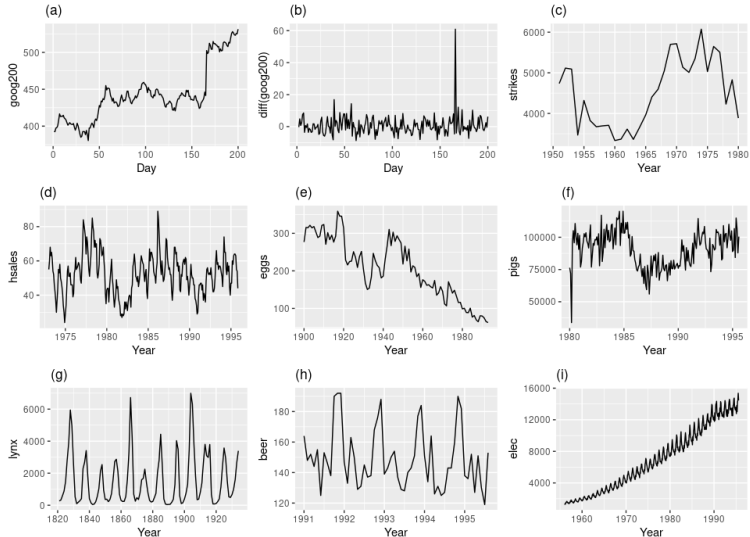 (a)
goog200
500
450
400
0
50
100
150
200
Day
(b)
diff(goog200)
60
40
20
0
0
50
100
150
200
Day
(c)
strikes
6000
5000
4000
1950
1955
1960
1965
1970
1975
1980
Year
(d)
hsales
80
60
40
1975
1980
1985
1990
1995
Year
(e)
eggs
300
200
100
1900
1920
1940
1960
1980
Year
(f)
pigs
100000
75000
50000
1980
1985
1990
1995
Year
(g)
lynx
6000
4000
2000
0
1820
1840
1860
1880
1900
1920
Year
(h)
beer
180
160
140
120
1991
1992
1993
1994
1995
Year
(i)
elec
16000
12000
8000
4000
1960
1970
1980
1990
Year